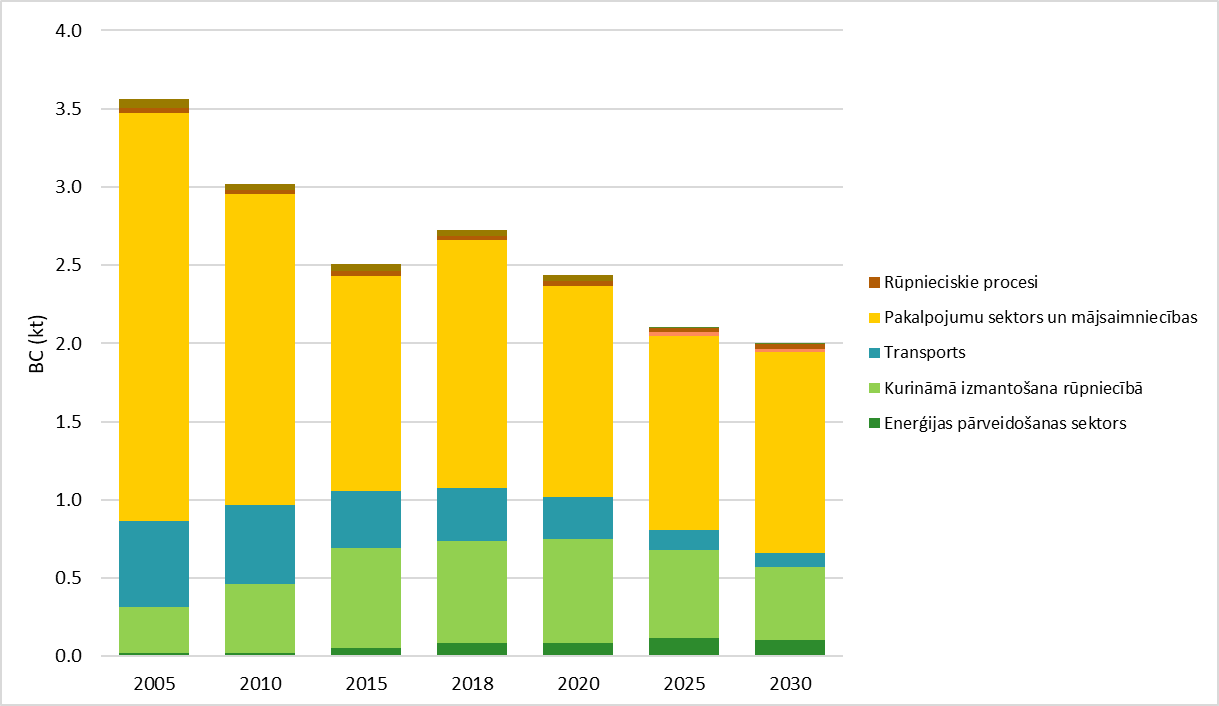 4.0
3.5
3.0
2.5
2.0
1.5
1.0
0.5
0.0
BC (kt)
2005 2010 2015 2018 2020 2025 2030
Rūpnieciskie procesi
Pakalpojumu sektors un mājsaimniecības
Transports
Kurināmā izmantošana rūpniecībā
Enerģijas pārveidošanas sektors